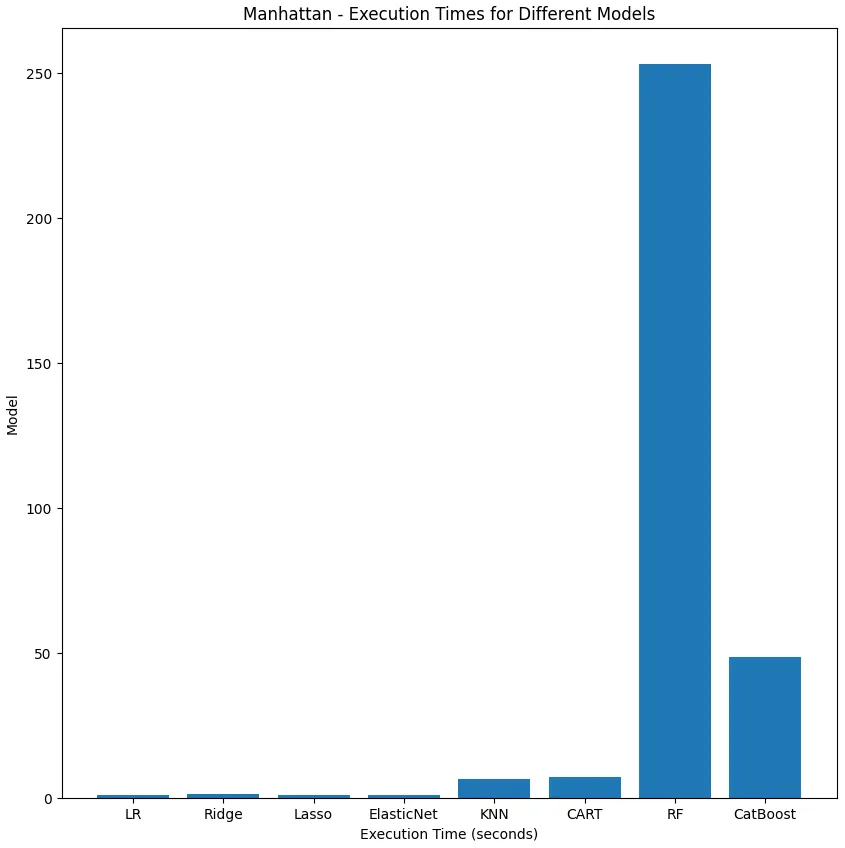 Manhattan - Execution Times for Different Models
250
200
150
100
50
0
Model
LR Ridge Lasso ElasticNet KNN CART RF CatBoost
Execution Time (seconds)